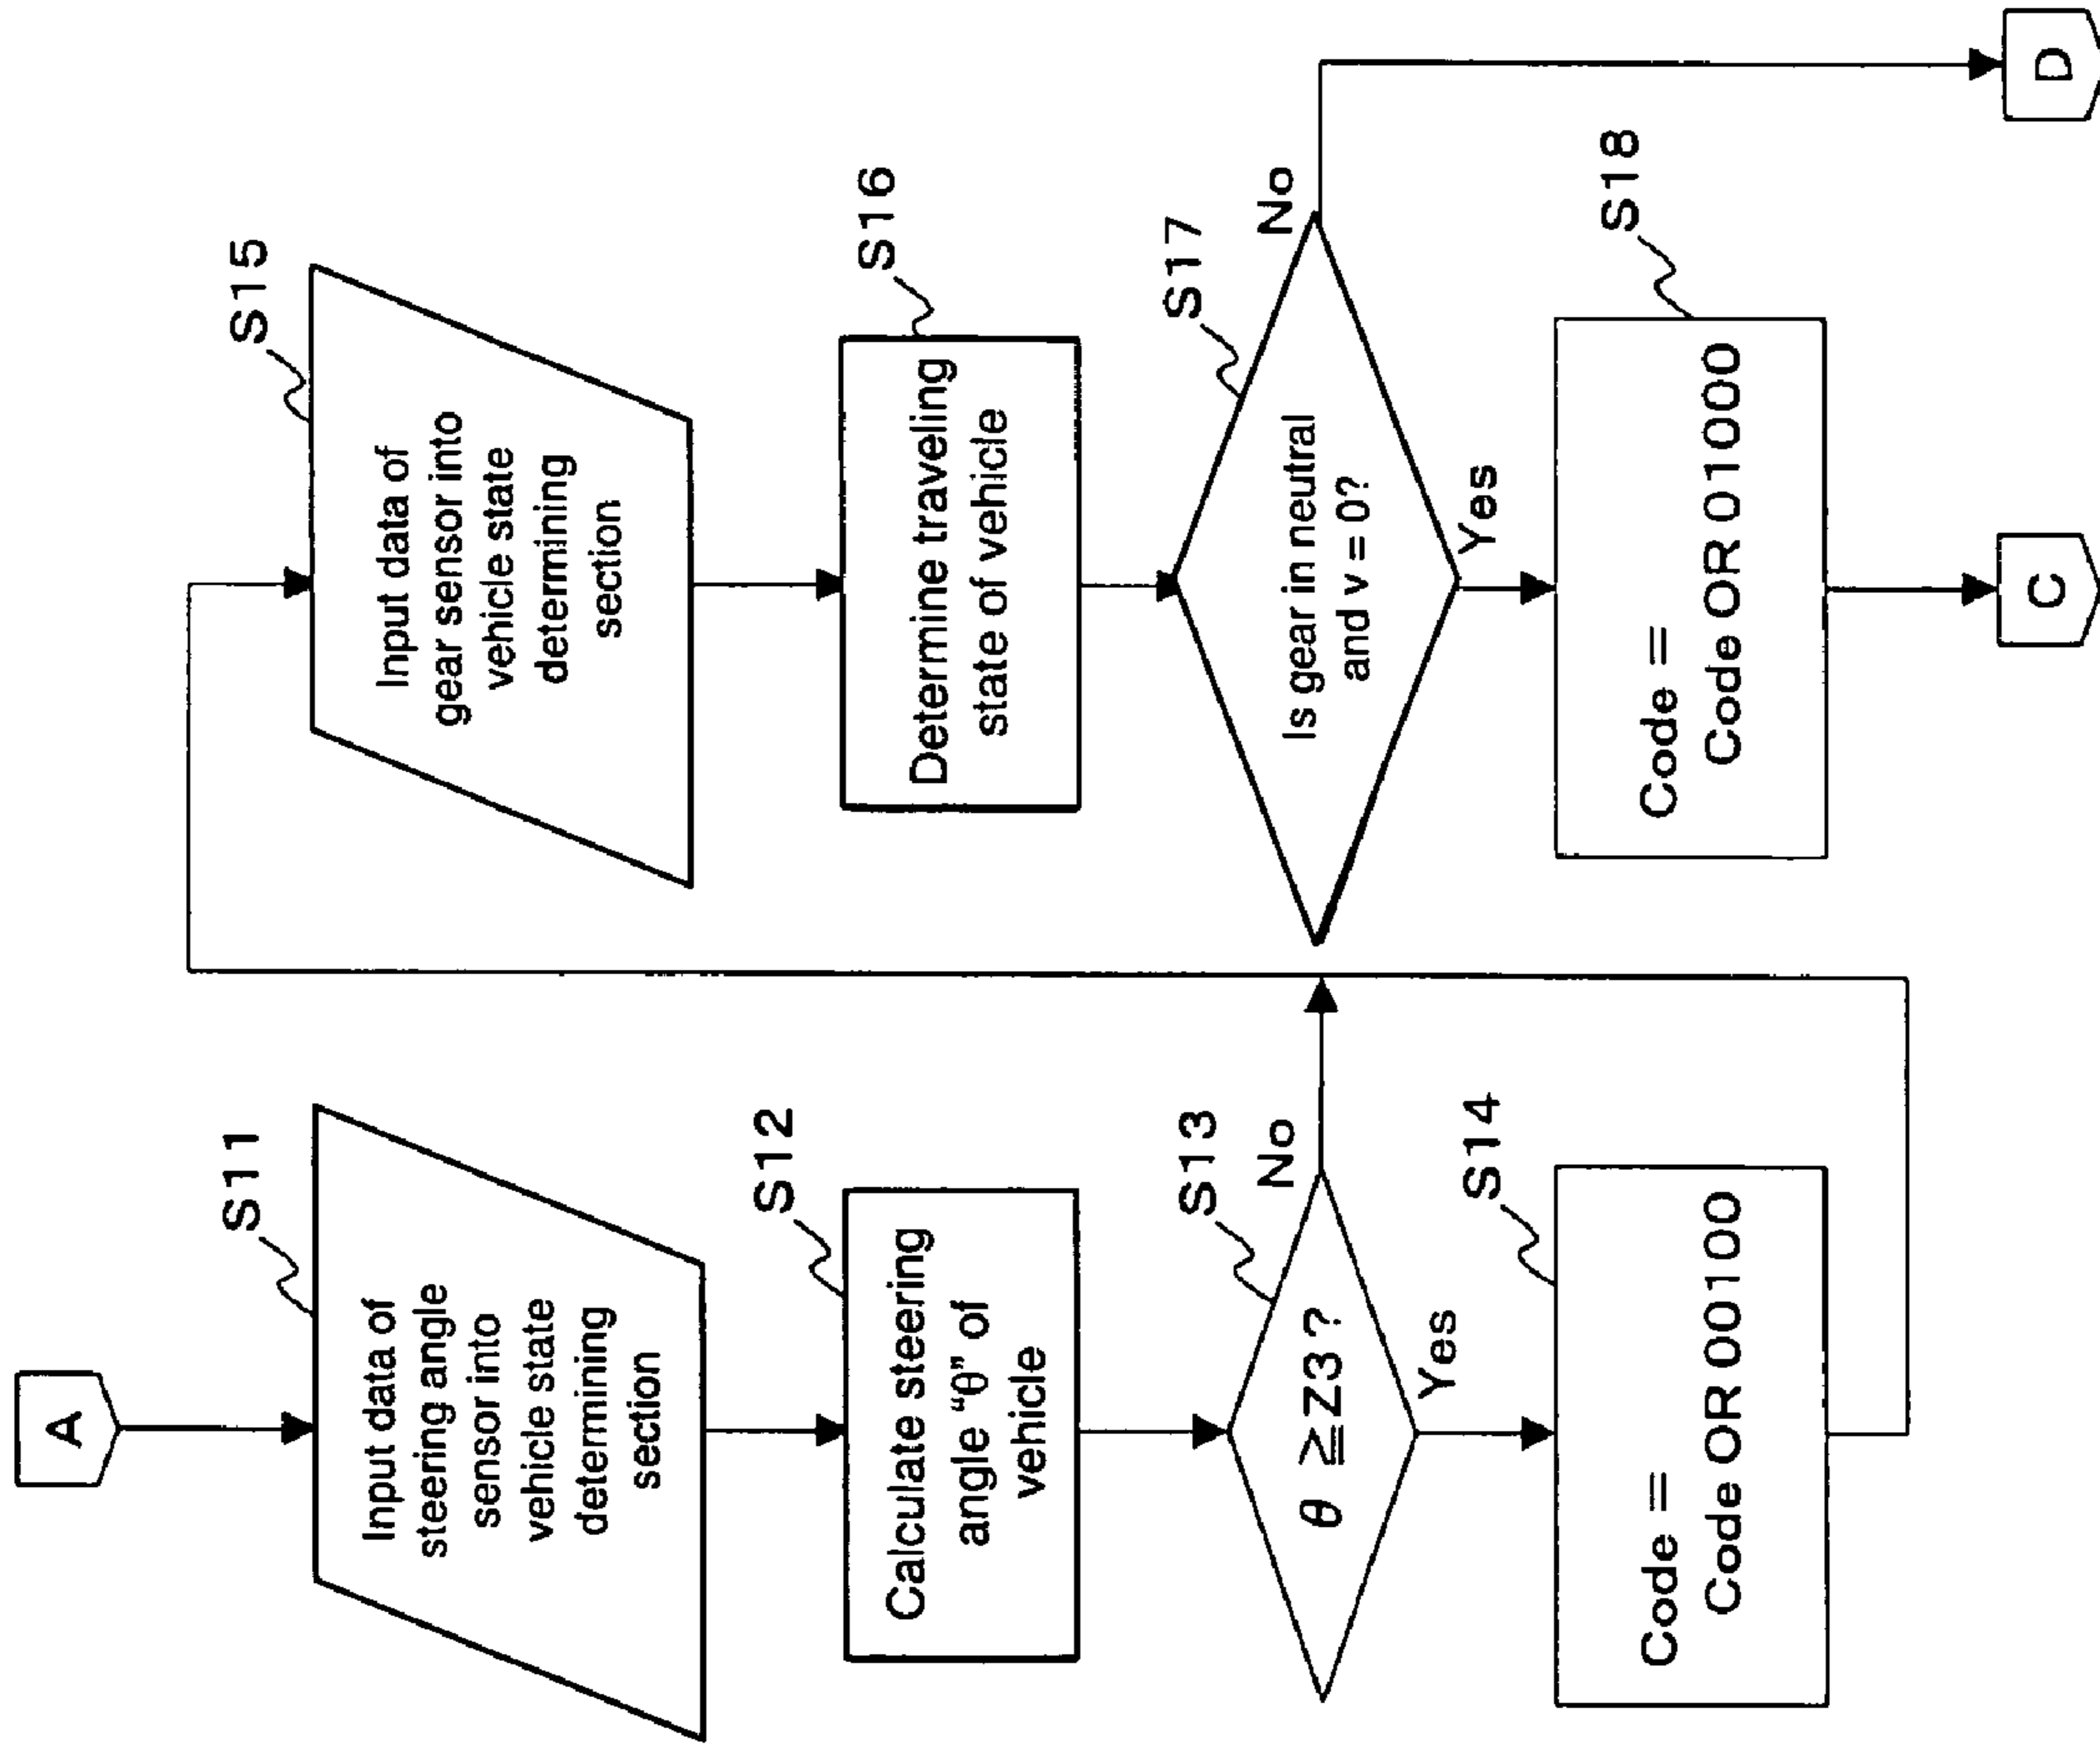 A
S11
Input data of
steering angle
sensor into
vehicle state
determining
section
S12
Calculate steering
angle “θ” of
vehicle
S13
θ ≧Z3?
No
Yes
S14
Code =
Code OR 00100
S15
Input data of
gear sensor into
vehicle state
determining
section
S16
Determine traveling
state of vehicle
S17
Is gear in neutral
and v = 0?
No
Yes
S18
Code =
Code OR 01000
C
D